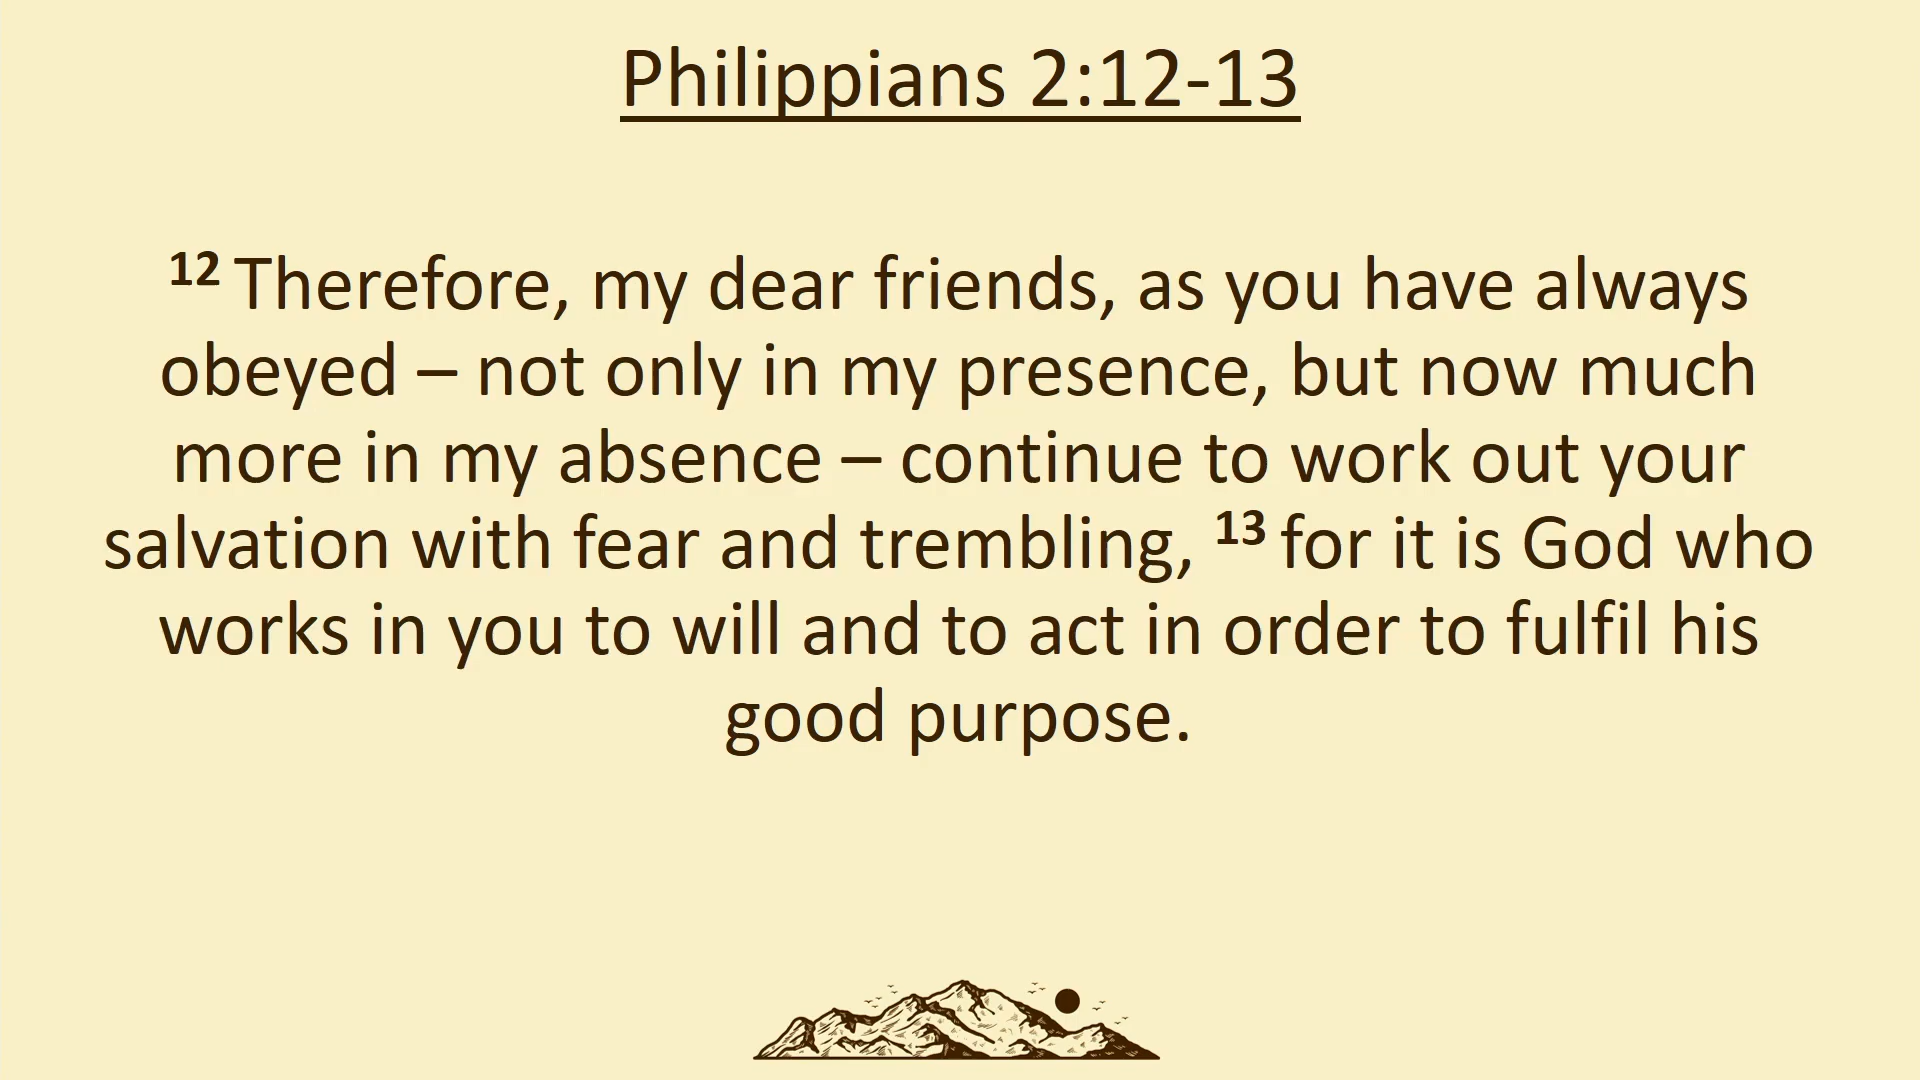 Philippians 2:12-13
12 Therefore, my dear friends, as you have always
obeyed – not only in my presence, but now much
more in my absence – continue to work out your
salvation with fear and trembling, 13 for it is God who
works in you to will and to act in order to fulfil his
good purpose.